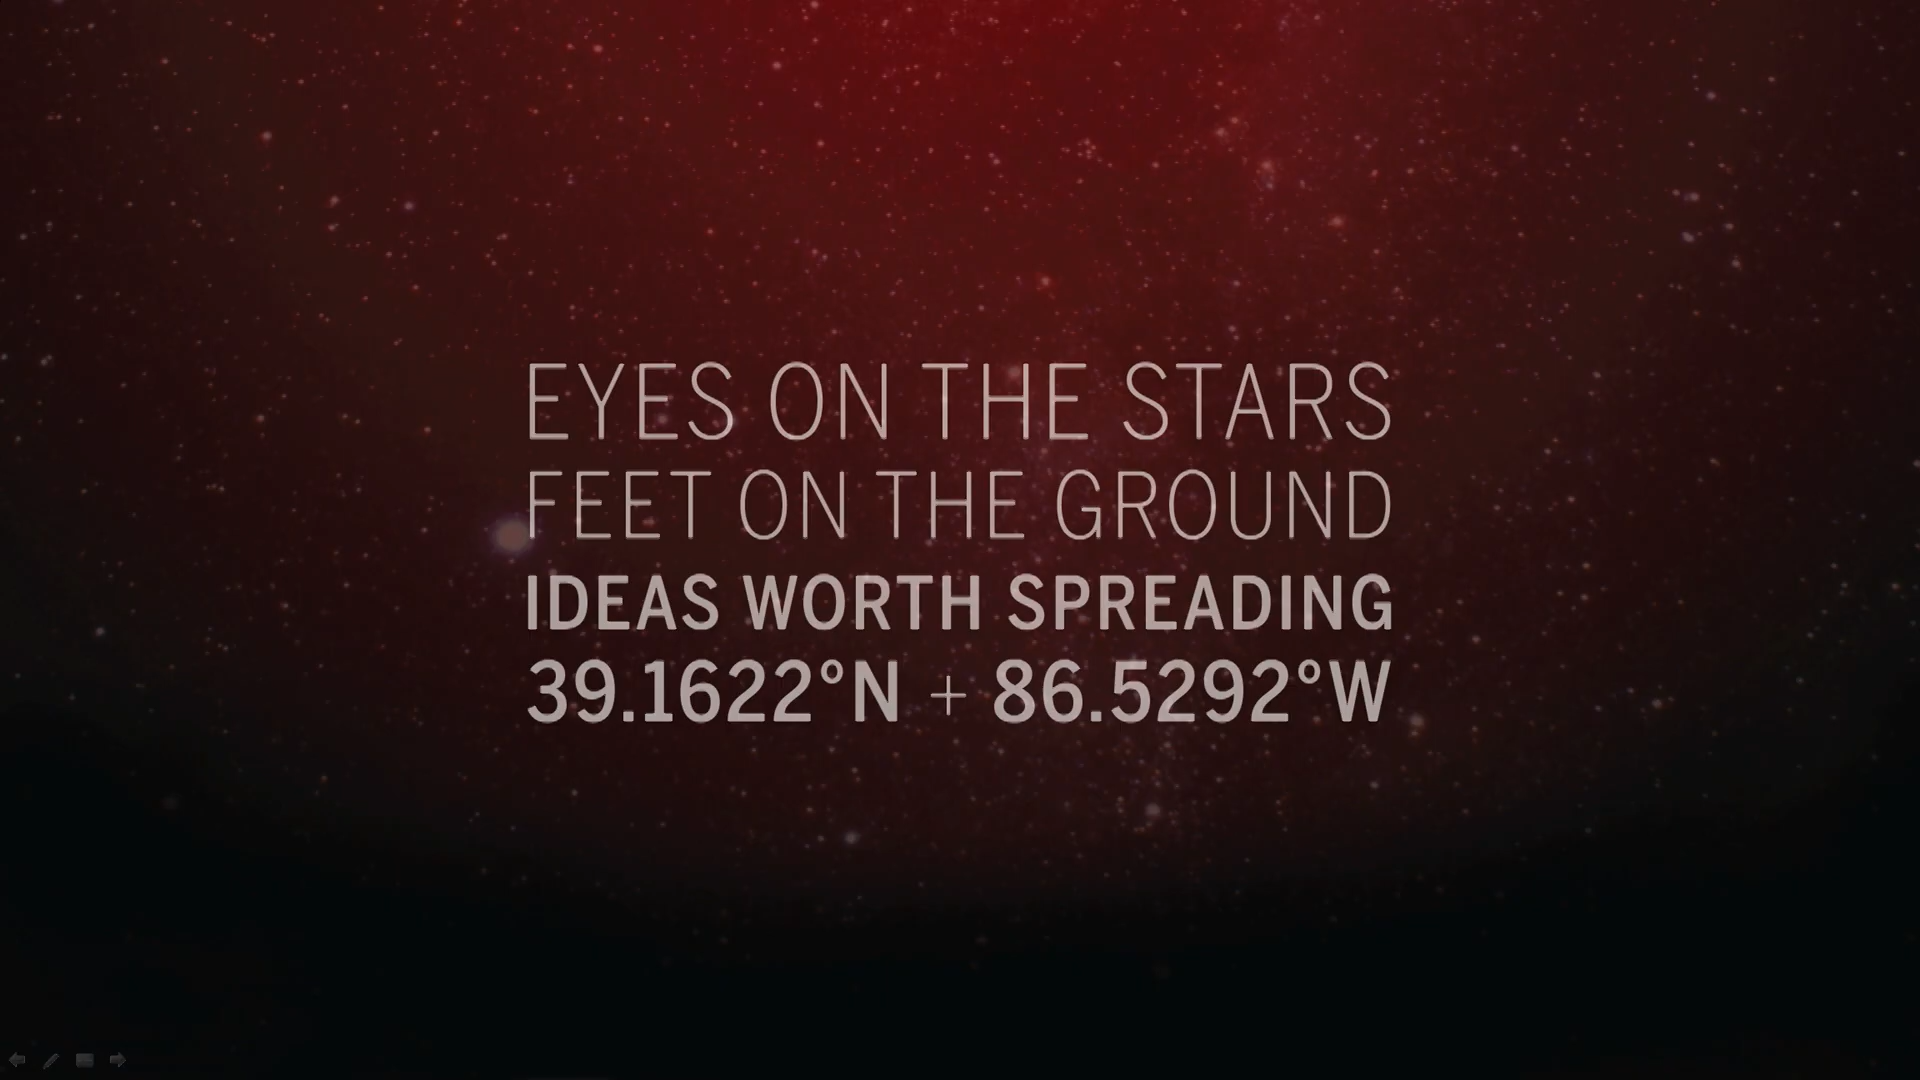 EYES ON THE STARS
FEET ON THE GROUND
IDEAS WORTH SPREADING
39.1622°N + 86.5292°W